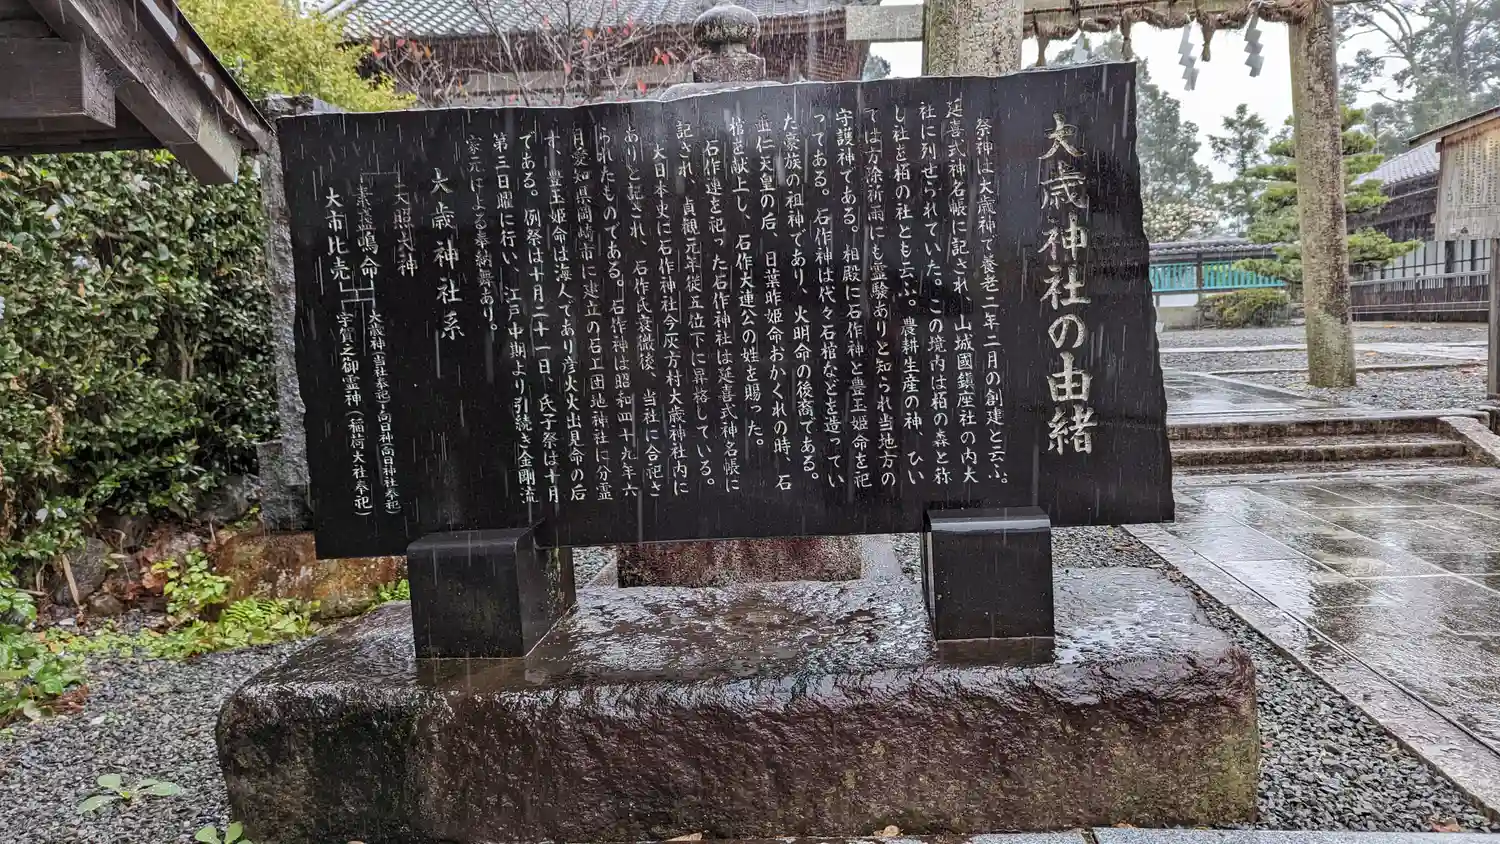 大歳神社の由緒
祭神は大歳神で養老二年二月の創建と云ふ。
延喜式神名帳に記され、山城國鎮座社の内大
社に列せられていた。この境内は栢の森と称
し社を栢の社とも云ふ。農耕生産の神、ひい
ては方除祈雨にも霊験ありと知られ当地方の
守護神である。相殿に石作神と豊玉姫命を祀
ってある。石作神は代々石棺などを造ってい
た豪族の祖神であり、火明命の後裔である。
垂仁天皇の后、日葉昨姫命おかくれの時、石
棺を献上し、石作大連公の姓を賜った。
石作連を祀った石作神社は延喜式神名帳に
記され、貞観元年従五位下に昇格している。
大日本史に石作神社今灰方村大歳神社内に
ありと記され、石作氏衰微後、当社に合祀さ
られたものである。石作神は昭和四十九年六
月愛知県岡崎市に建立の石工団地神社に分霊
す、豊玉姫命は海人であり彦火火出見命の后
である。例祭は十月二十一日、氏子祭は十月
第三日曜に行い、江戸中期より引続き金剛流
家元による奉納舞あり。
大歳神社系
天照大神
素盞嗚命
大歳神(当社奉祀)
向日神(向日神社奉祀)
大市比売
宇賀之御霊神(稲荷大社奉祀)